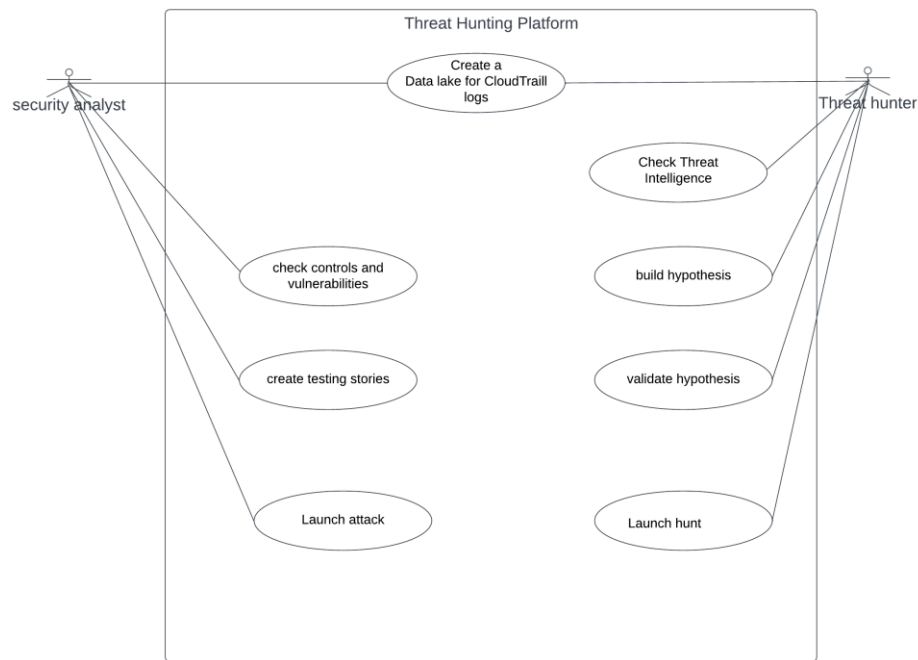 Threat Hunting Platform
Create a
Data lake for CloudTraill
logs
security analyst
Threat hunter
Check Threat
Intelligence
check controls and
vulnerabilities
build hypothesis
create testing stories
validate hypothesis
Launch attack
Launch hunt